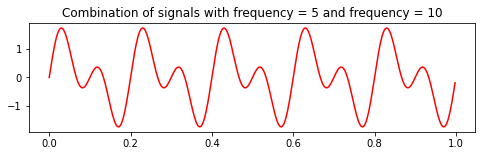 Combination of signals with frequency = 5 and frequency = 10
1
0
−1
0.0 0.2 0.4 0.6 0.8 1.0